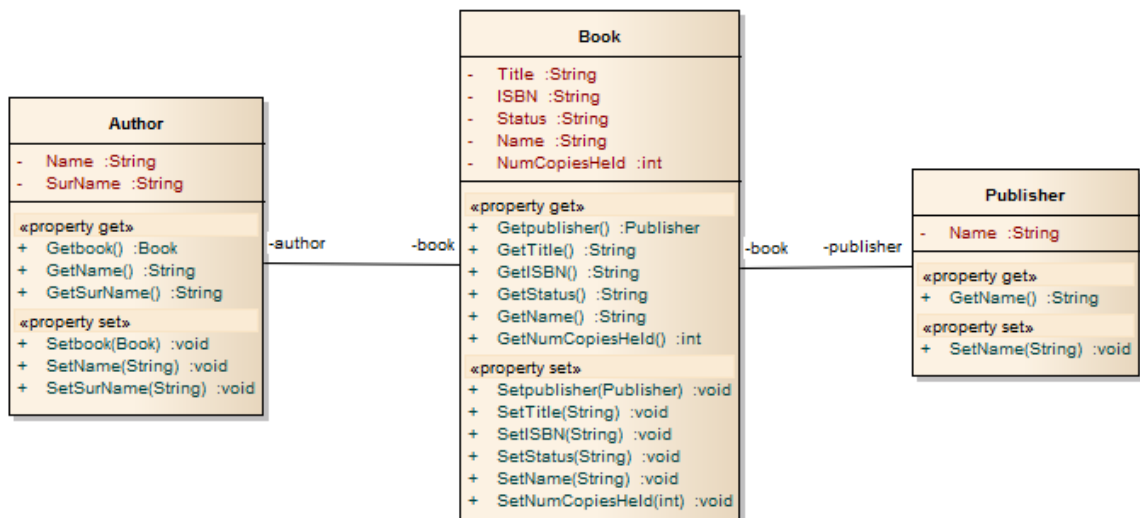 Author
- Name :String
- SurName :String
«property get»
+ Getbook() :Book
+ GetName() :String
+ GetSurName() :String
«property set»
+ Setbook(Book) :void
+ SetName(String) :void
+ SetSurName(String) :void
-author
-book
Book
- Title :String
- ISBN :String
- Status :String
- Name :String
- NumCopiesHeld :int
«property get»
+ Getpublisher() :Publisher
+ GetTitle() :String
+ GetISBN() :String
+ GetStatus() :String
+ GetName() :String
+ GetNumCopiesHeld() :int
«property set»
+ Setpublisher(Publisher) :void
+ SetTitle(String) :void
+ SetISBN(String) :void
+ SetStatus(String) :void
+ SetName(String) :void
+ SetNumCopiesHeld(int) :void
-book
-publisher
Publisher
- Name :String
«property get»
+ GetName() :String
«property set»
+ SetName(String) :void